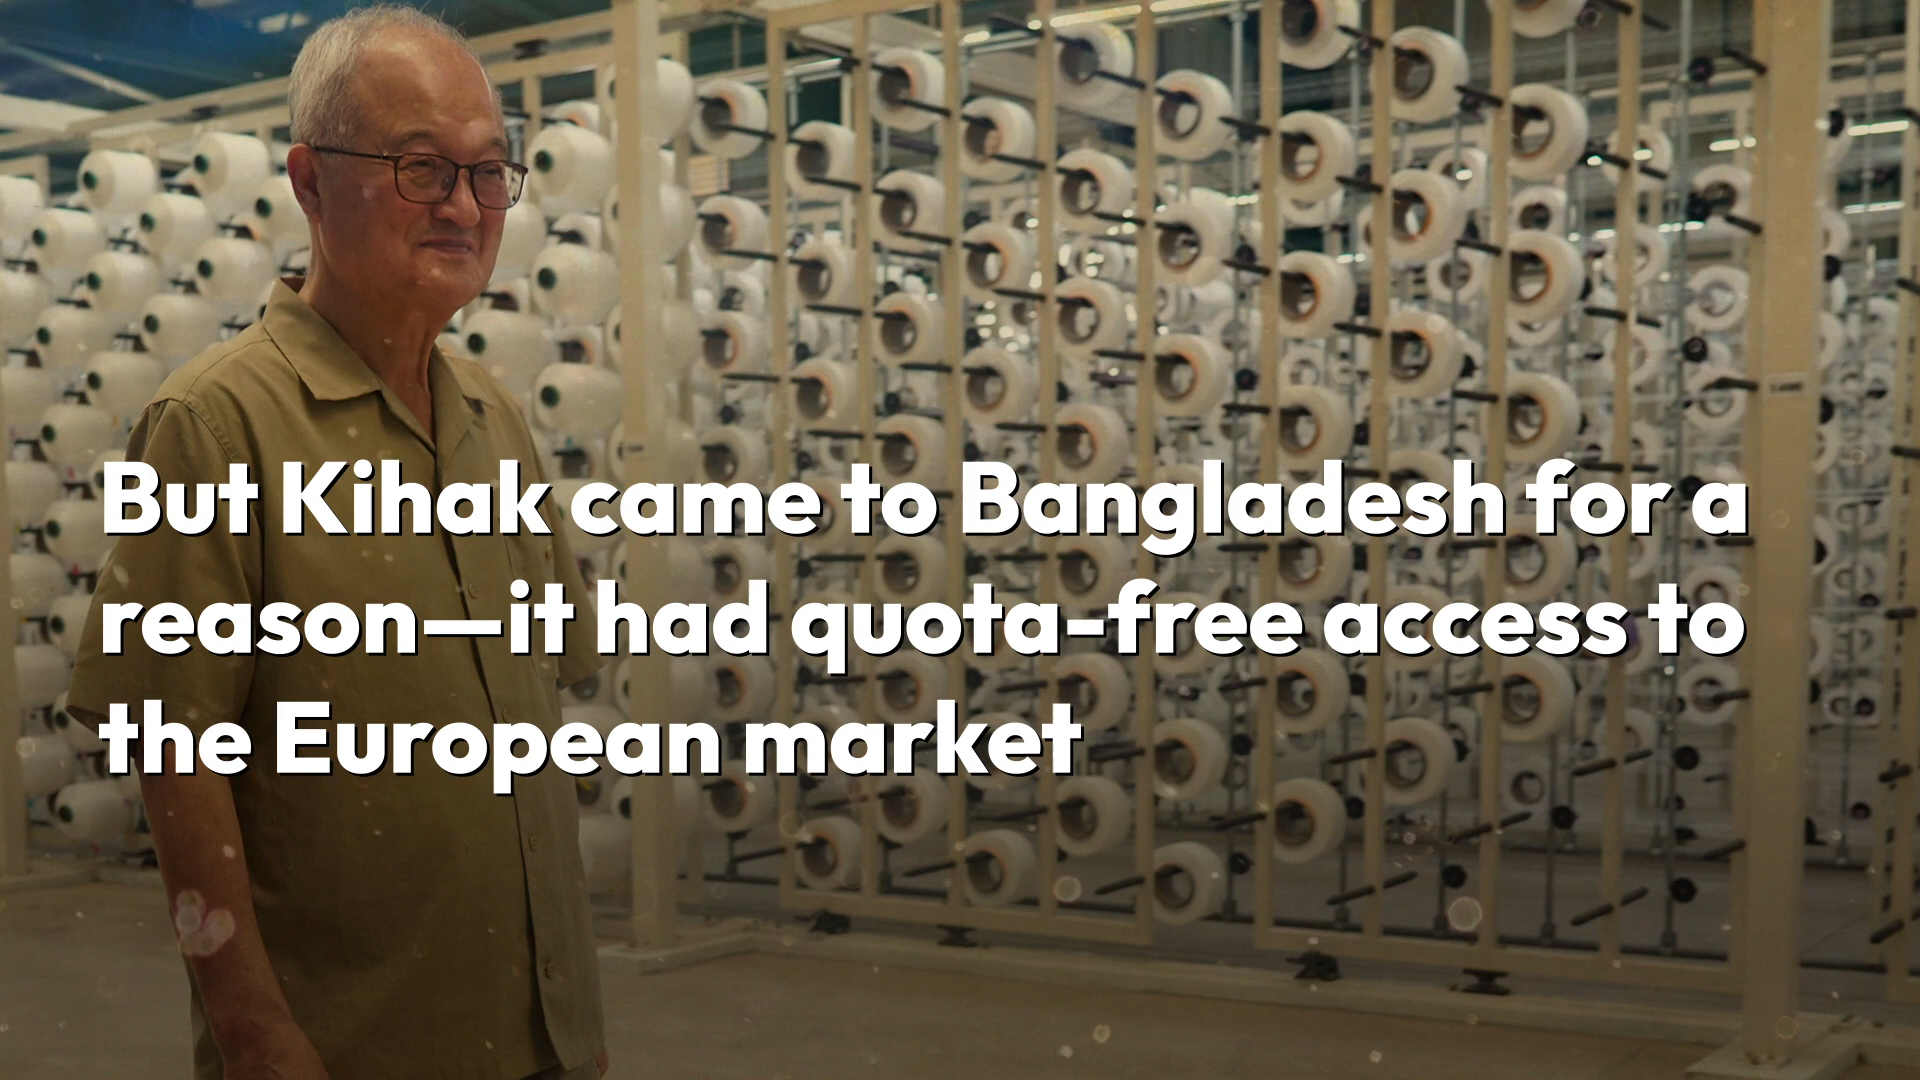 But Kihak came to Bangladesh for a
reason—it had quota-free access to
the European market